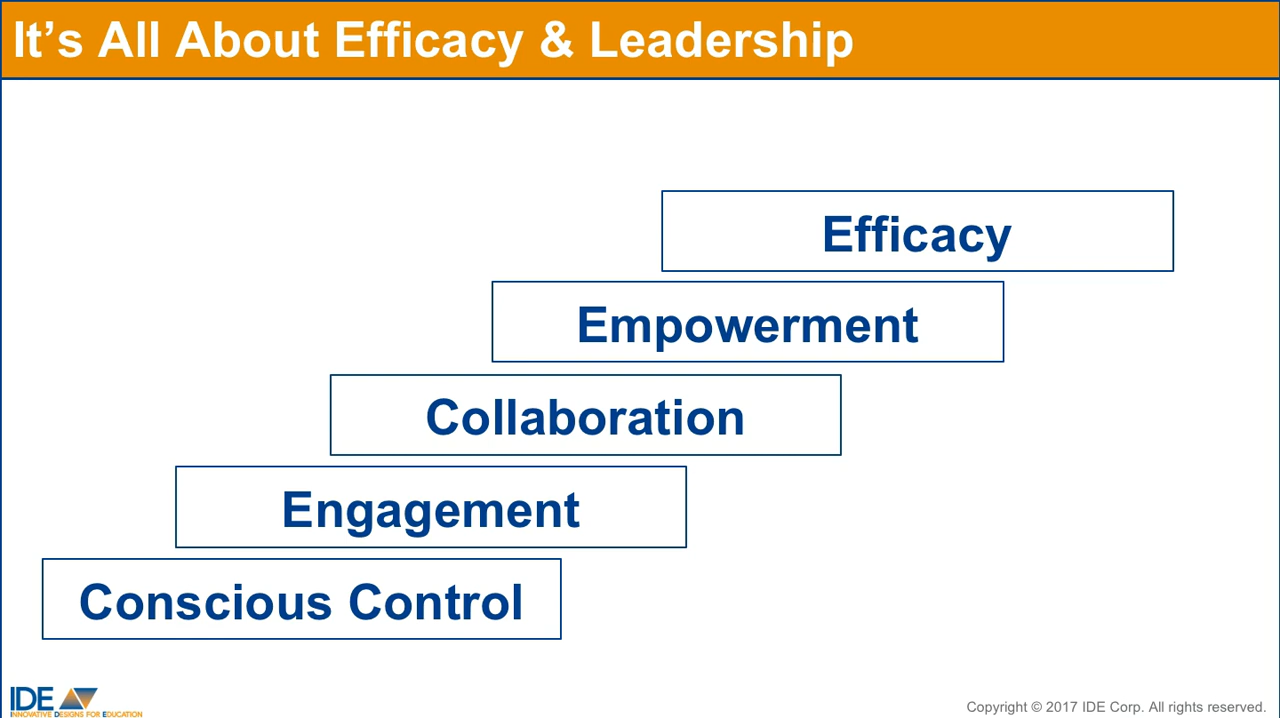 It’s All About Efficacy & Leadership
Efficacy
Empowerment
Collaboration
Engagement
Conscious Control
IDE
INNOVATIVE DESIGNS FOR EDUCATION
Copyright © 2017 IDE Corp. All rights reserved.